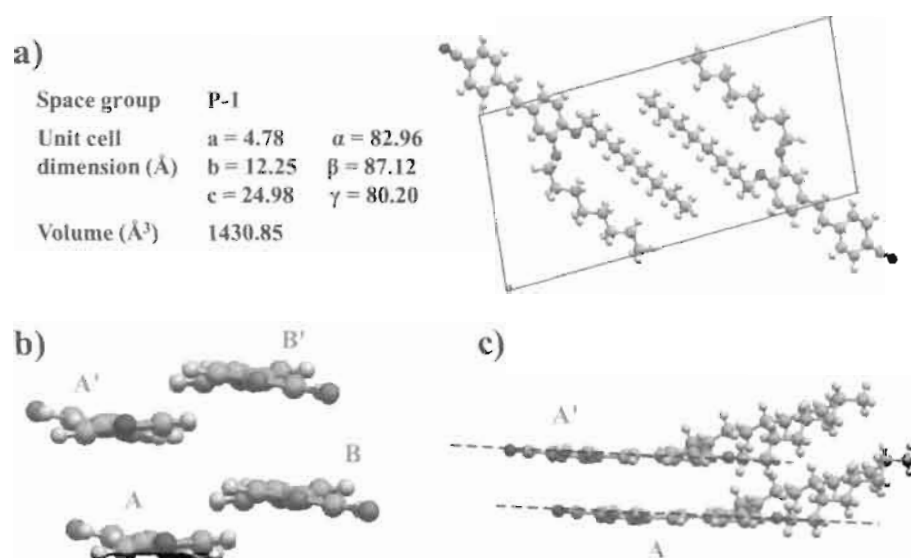 a)
Space group P-1
Unit cell a = 4.78 α = 82.96
dimension (Å) b = 12.25 β = 87.12
c = 24.98 γ = 80.20
Volume (Å³) 1430.85
b)
B'
A'
B
A
c)
A'
A